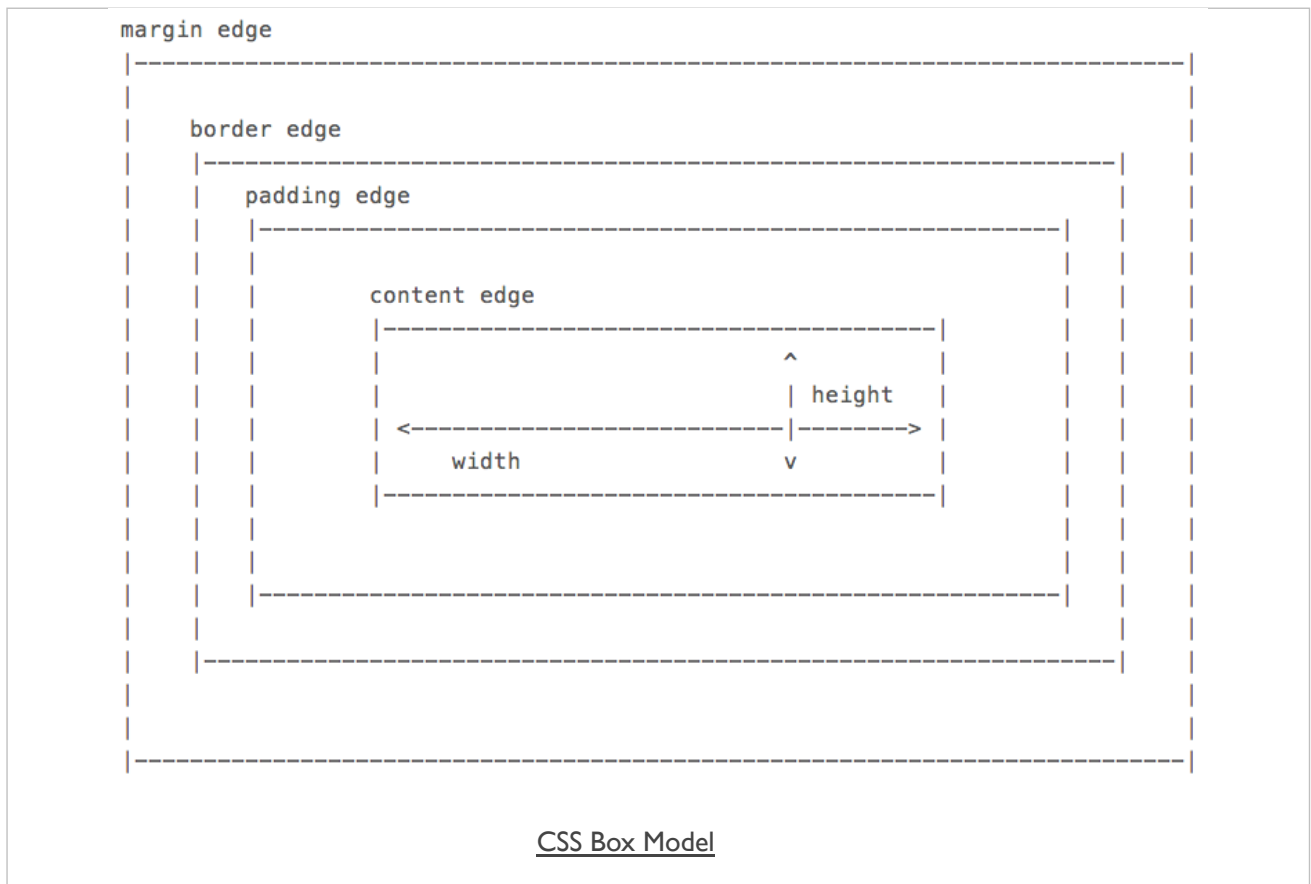 margin edge
border edge
padding edge
content edge
height
width
CSS Box Model